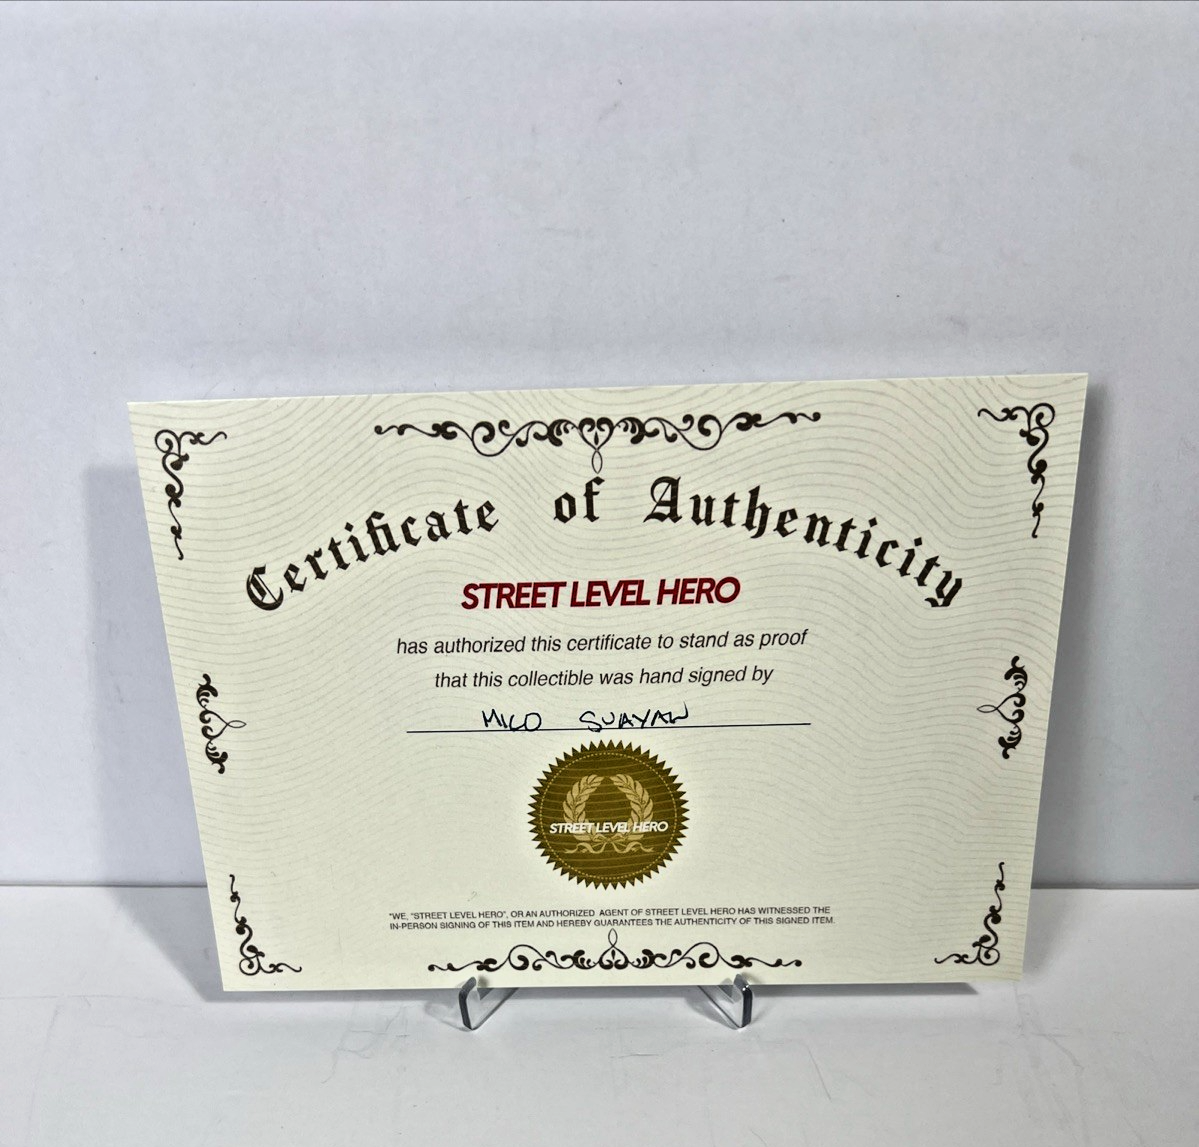 Certificate of Authenticity
STREET LEVEL HERO
has authorized this certificate to stand as proof
that this collectible was hand signed by
MICO SUAYAN
STREET LEVEL HERO
"WE, "STREET LEVEL HERO", OR AN AUTHORIZED AGENT OF STREET LEVEL HERO HAS WITNESSED THE
IN-PERSON SIGNING OF THIS ITEM AND HEREBY GUARANTEES THE AUTHENTICITY OF THIS SIGNED ITEM.